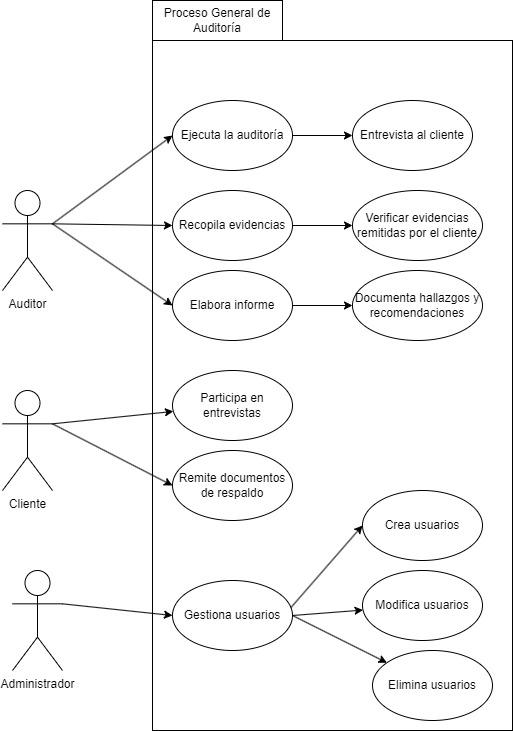 Proceso General de
Auditoría
Ejecuta la auditoría
Entrevista al cliente
Recopila evidencias
Verificar evidencias
remitidas por el cliente
Auditor
Elabora informe
Documenta hallazgos y
recomendaciones
Participa en
entrevistas
Cliente
Remite documentos
de respaldo
Crea usuarios
Gestiona usuarios
Modifica usuarios
Administrador
Elimina usuarios